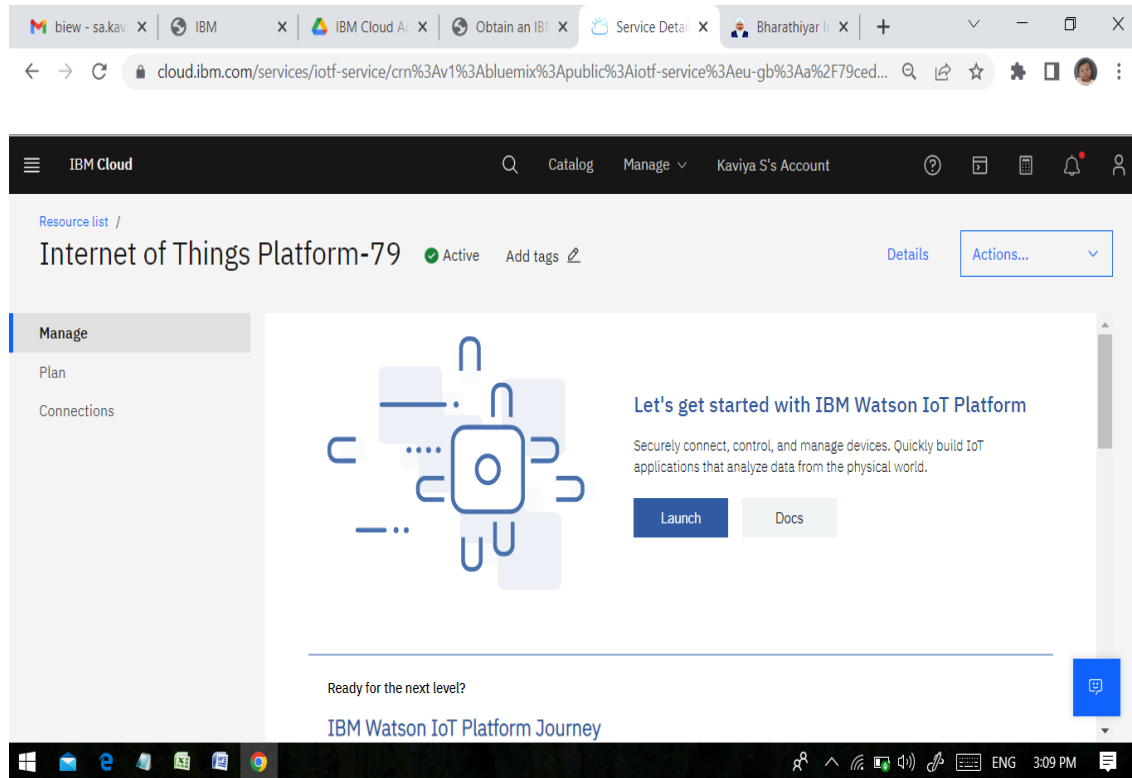 biew - sa.kav
IBM
IBM Cloud Ac
Obtain an IBM
Service Detail
Bharathiyar In
cloud.ibm.com/services/iotf-service/crn%3Av1%3Abluemix%3Apublic%3Aiotf-service%3Aeu-gb%3Aa%2F79ced...
IBM Cloud
Catalog
Manage
Kaviya S's Account
Resource list /
Internet of Things Platform-79
Active
Add tags
Details
Actions...
Manage
Plan
Connections
Let's get started with IBM Watson IoT Platform
Securely connect, control, and manage devices. Quickly build IoT
applications that analyze data from the physical world.
Launch
Docs
Ready for the next level?
IBM Watson IoT Platform Journey
ENG
3:09 PM